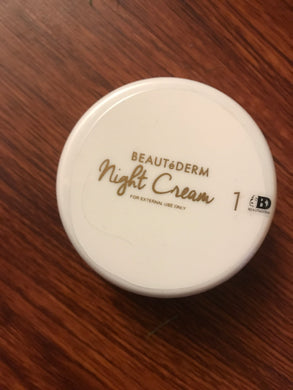 BEAUTéDERM
Night Cream
FOR EXTERNAL USE ONLY
1